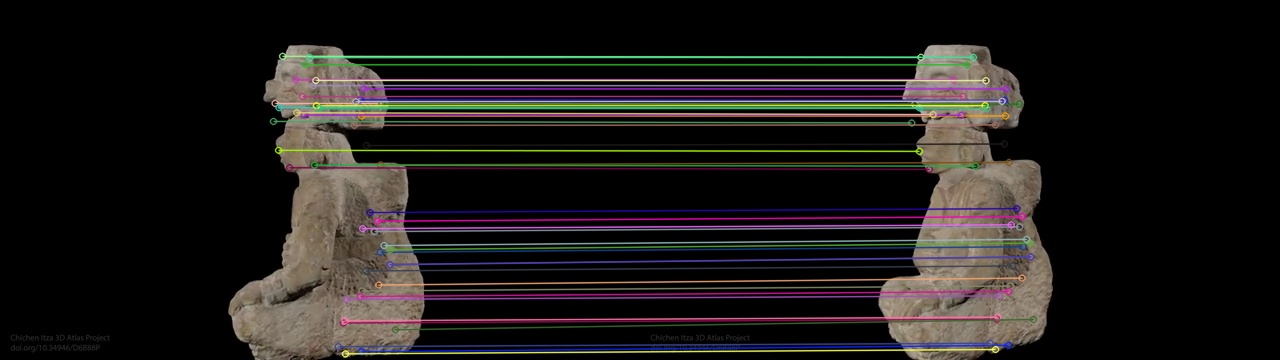 Chichen Itza 3D Atlas Project
doi.org/10.34946/D6888P
Chichen Itza 3D Atlas Project